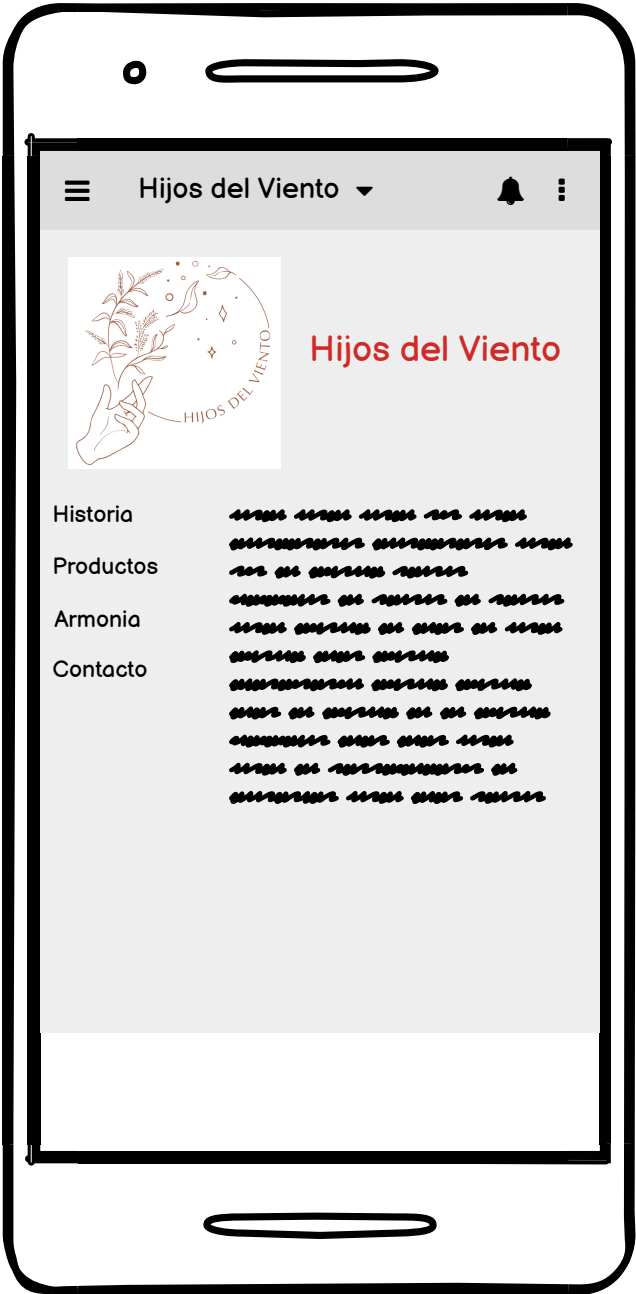 Hijos del Viento
HIJOS DEL VIENTO
Hijos del Viento
Historia
Productos
Armonia
Contacto